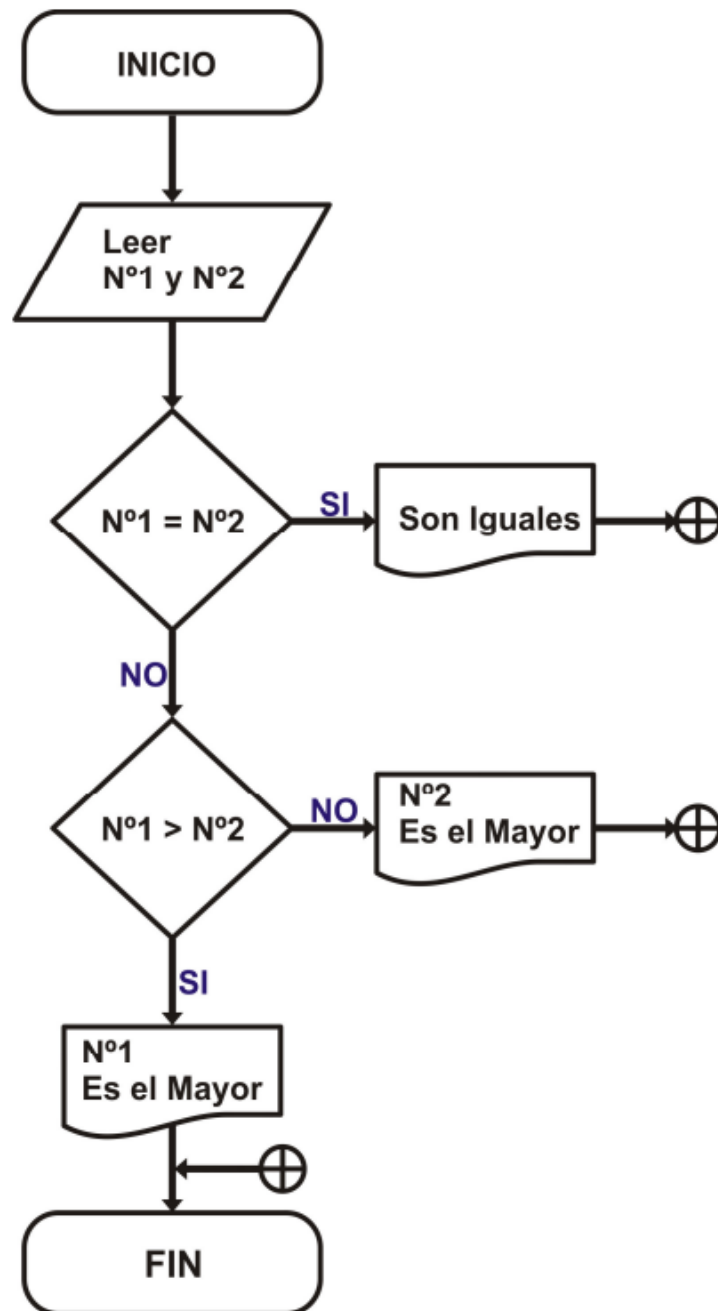 INICIO
Leer
Nº1 y Nº2
Nº1 = Nº2
SI
Son Iguales
NO
Nº1 > Nº2
NO
Nº2
Es el Mayor
SI
Nº1
Es el Mayor
FIN